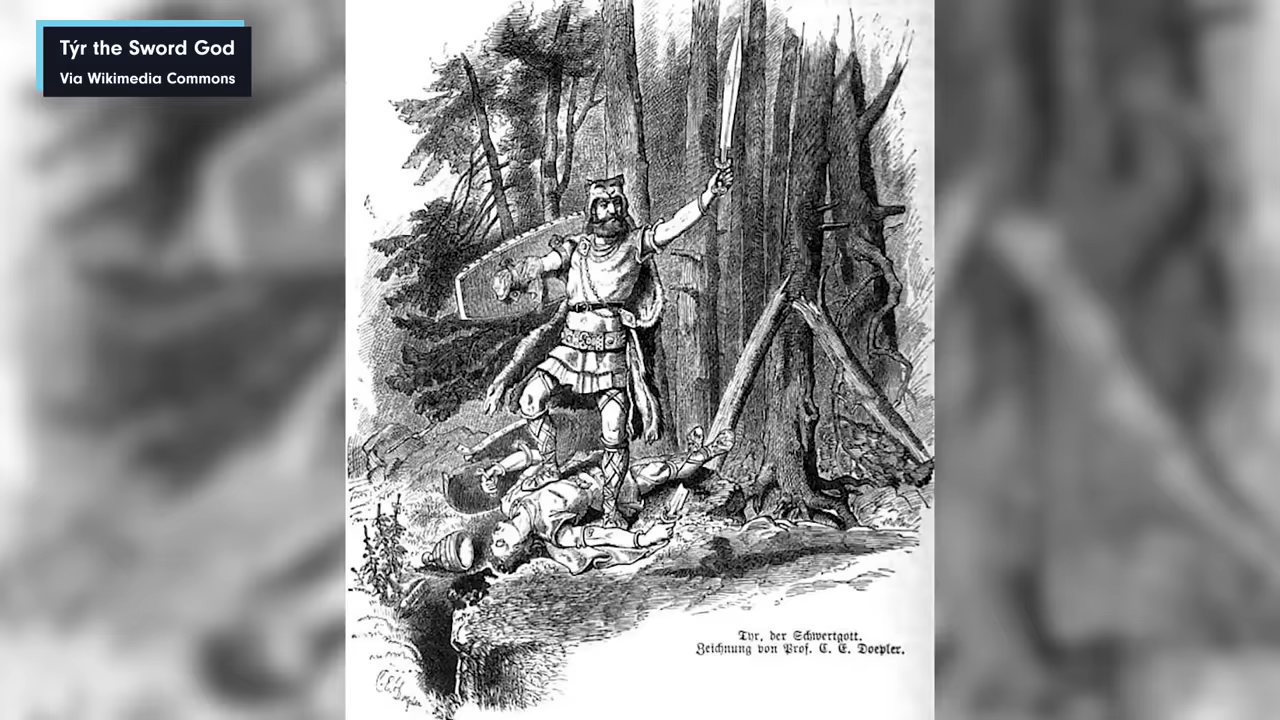 Týr the Sword God
Via Wikimedia Commons
Tyr, der Schwertgott.
Zeichnung von Prof. C. E. Doepler.